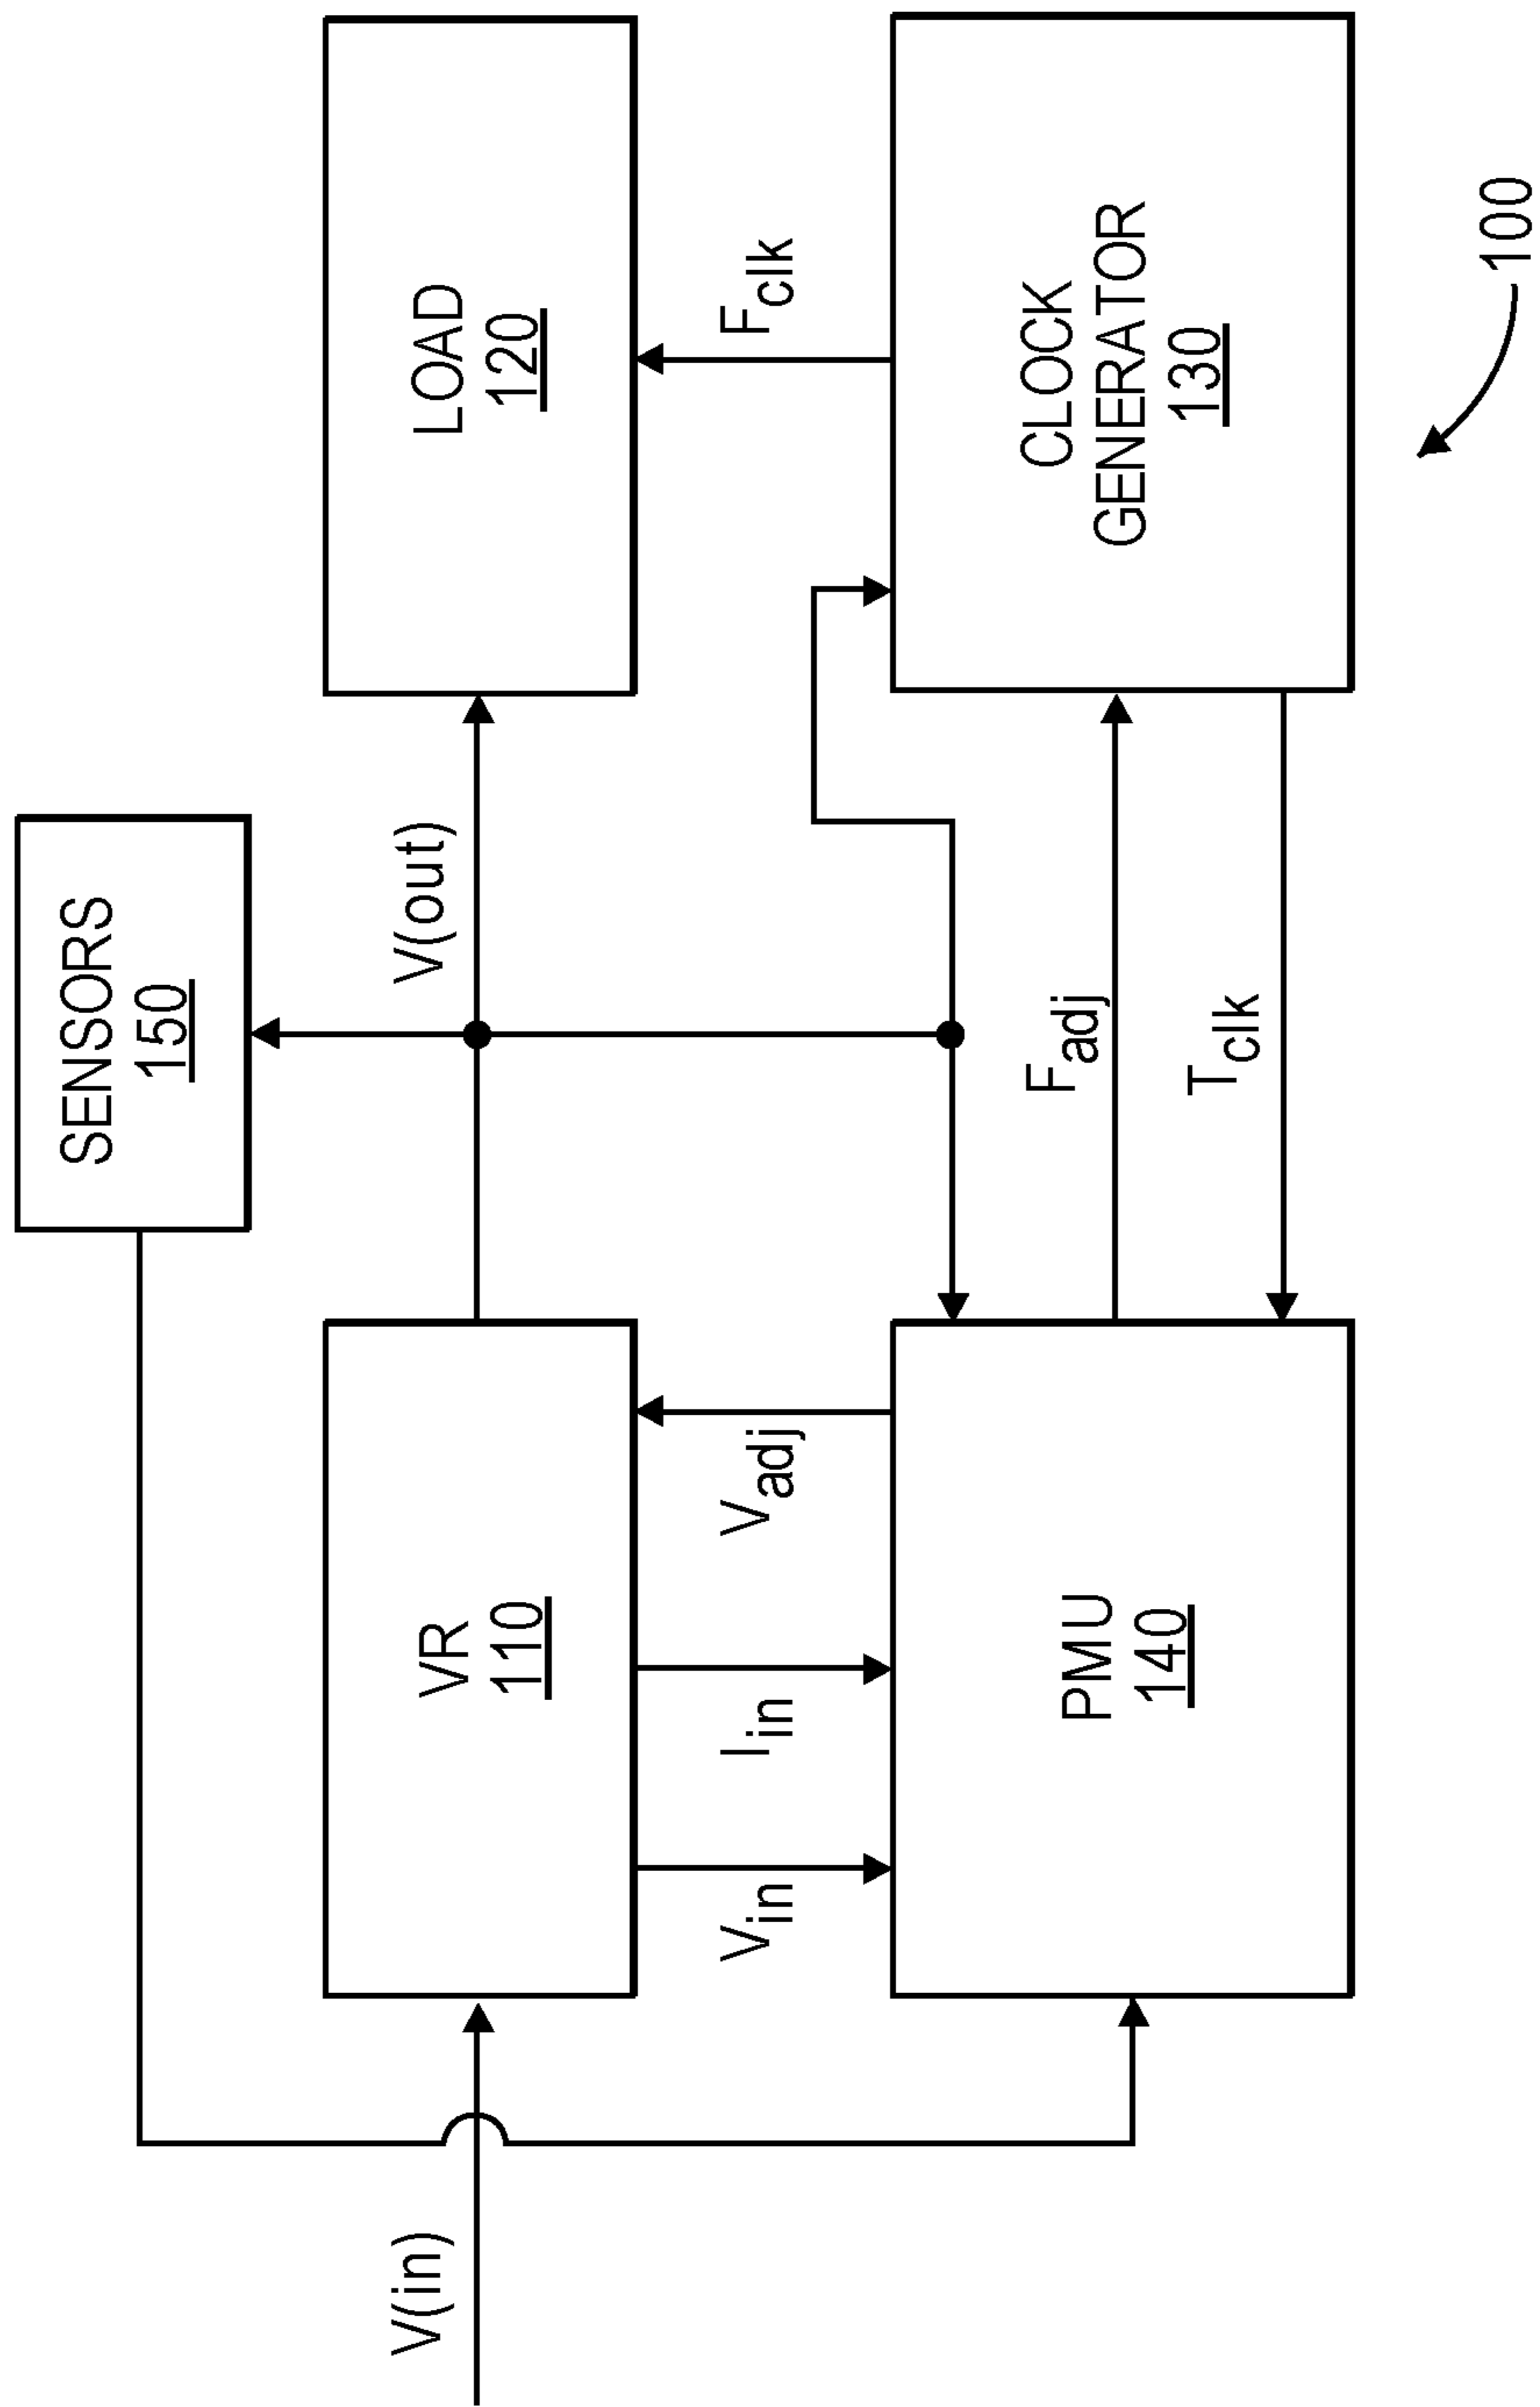 SENSORS
150
V(in)
VR
110
V(out)
LOAD
120
Vin
Iin
Vadj
Fclk
PMU
140
Fadj
Tclk
CLOCK
GENERATOR
130
100